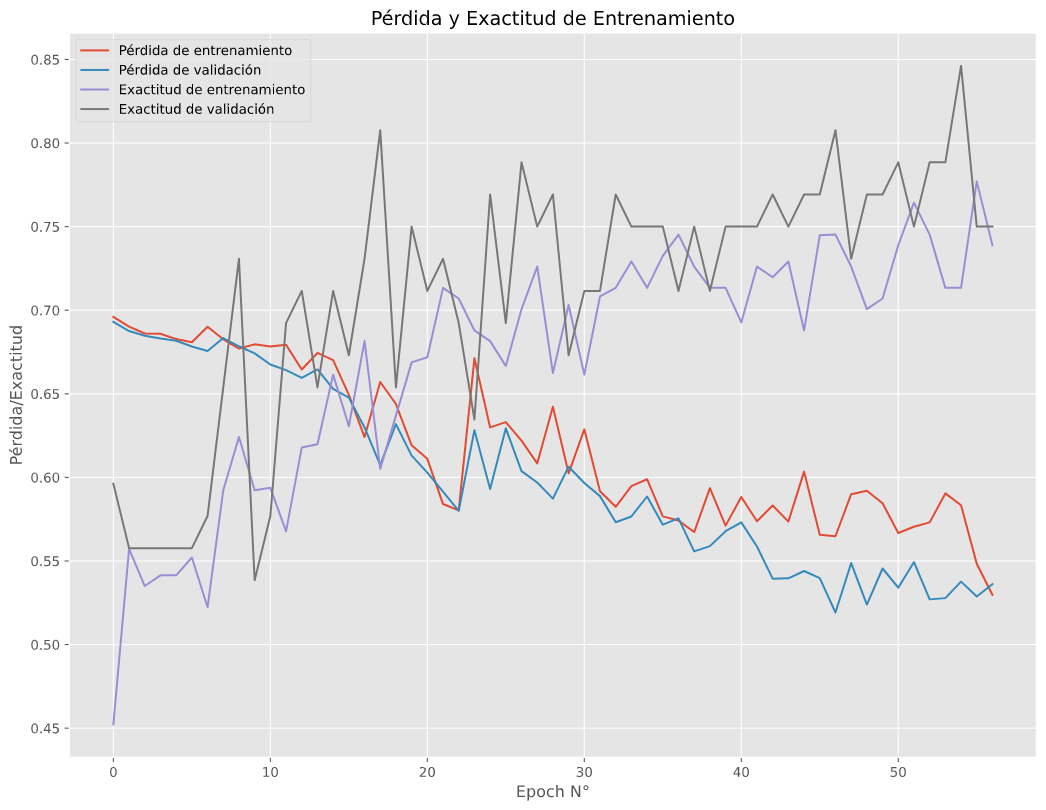 Pérdida y Exactitud de Entrenamiento
Pérdida de entrenamiento
Pérdida de validación
Exactitud de entrenamiento
Exactitud de validación
Pérdida/Exactitud
0.85
0.80
0.75
0.70
0.65
0.60
0.55
0.50
0.45
0 10 20 30 40 50
Epoch N°